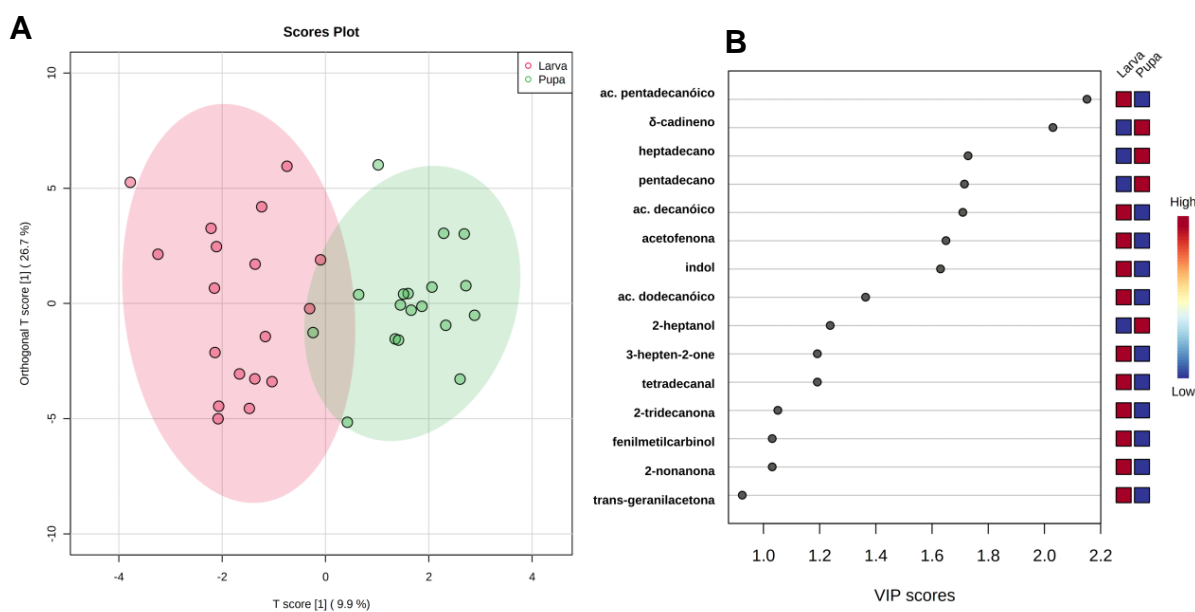 A
Scores Plot
Larva
Pupa
Orthogonal T score [1] ( 26.7 %)
10
5
0
-5
-10
-4
-2
0
2
4
T score [1] ( 9.9 %)
B
Larva
Pupa
ac. pentadecanóico
δ-cadineno
heptadecano
pentadecano
ac. decanóico
acetofenona
indol
ac. dodecanóico
2-heptanol
3-hepten-2-one
tetradecanal
2-tridecanona
fenilmetilcarbinol
2-nonanona
trans-geranilacetona
1.0
1.2
1.4
1.6
1.8
2.0
2.2
VIP scores
High
Low